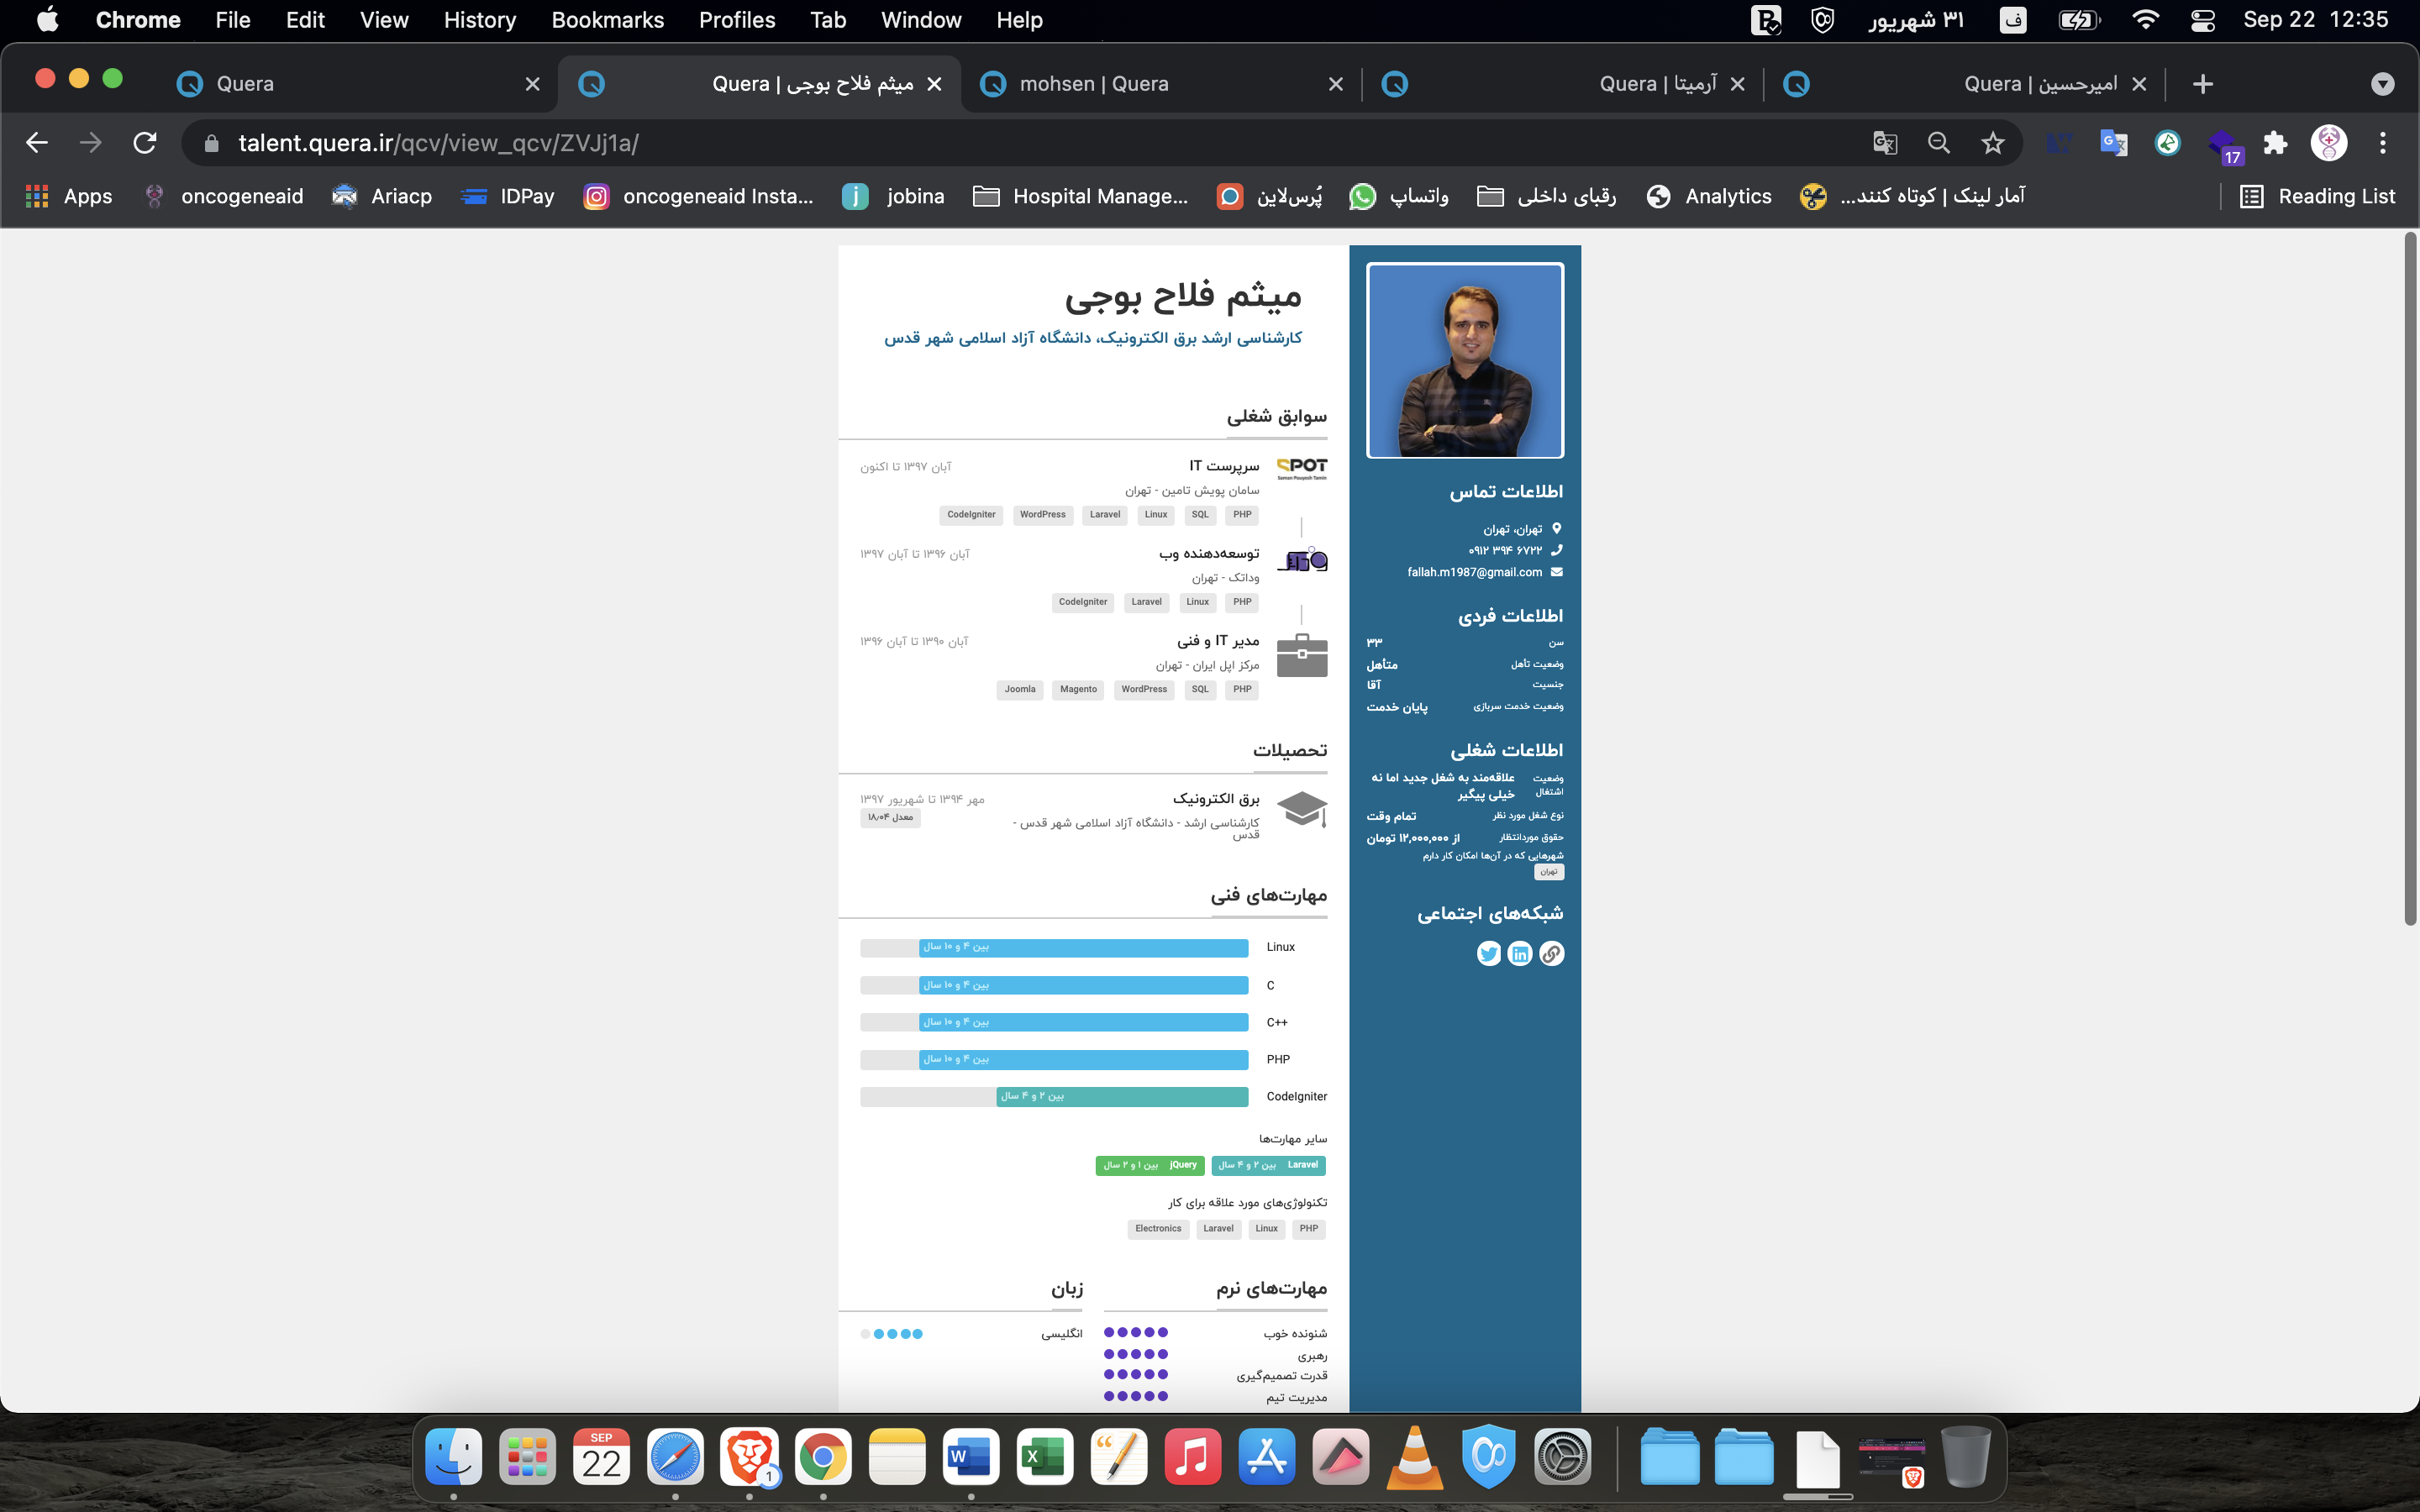 Chrome File Edit View History Bookmarks Profiles Tab Window Help
۳۱ شهریور ف Sep 22 12:35
Quera
میثم فلاح بوجی | Quera
mohsen | Quera
آرمیتا | Quera
امیرحسین | Quera
talent.quera.ir/qcv/view_qcv/ZVJj1a/
17
Apps oncogeneaid Ariacp IDPay oncogeneaid Insta... jobina Hospital Manage... پُرس‌لاین واتساپ رقبای داخلی Analytics آمار لینک | کوتاه کنند... Reading List
میثم فلاح بوجی
کارشناسی ارشد برق الکترونیک، دانشگاه آزاد اسلامی شهر قدس
سوابق شغلی
SPOT
Saman Pouyesh Tamin
سرپرست IT
آبان ۱۳۹۷ تا اکنون
سامان پویش تامین - تهران
PHP SQL Linux Laravel WordPress CodeIgniter
توسعه‌دهنده وب
آبان ۱۳۹۶ تا آبان ۱۳۹۷
وداتک - تهران
PHP Linux Laravel CodeIgniter
مدیر IT و فنی
آبان ۱۳۹۰ تا آبان ۱۳۹۶
مرکز اپل ایران - تهران
PHP SQL WordPress Magento Joomla
تحصیلات
برق الکترونیک
مهر ۱۳۹۴ تا شهریور ۱۳۹۷
معدل ۱۸٫۰۴
کارشناسی ارشد - دانشگاه آزاد اسلامی شهر قدس -
قدس
مهارت‌های فنی
Linux بین ۴ و ۱۰ سال
C بین ۴ و ۱۰ سال
C++ بین ۴ و ۱۰ سال
PHP بین ۴ و ۱۰ سال
CodeIgniter بین ۲ و ۴ سال
سایر مهارت‌ها
Laravel بین ۲ و ۴ سال
jQuery بین ۱ و ۲ سال
تکنولوژی‌های مورد علاقه برای کار
PHP Linux Laravel Electronics
مهارت‌های نرم
شنونده خوب
رهبری
قدرت تصمیم‌گیری
مدیریت تیم
زبان
انگلیسی
اطلاعات تماس
تهران، تهران
۰۹۱۲ ۳۹۴ ۶۷۲۲
fallah.m1987@gmail.com
اطلاعات فردی
سن ۳۳
وضعیت تأهل متأهل
جنسیت آقا
وضعیت خدمت سربازی پایان خدمت
اطلاعات شغلی
وضعیت اشتغال علاقه‌مند به شغل جدید اما نه
خیلی پیگیر
نوع شغل مورد نظر تمام وقت
حقوق موردانتظار از ۱۲,۰۰۰,۰۰۰ تومان
شهرهایی که در آن‌ها امکان کار دارم
تهران
شبکه‌های اجتماعی
SEP
22
1